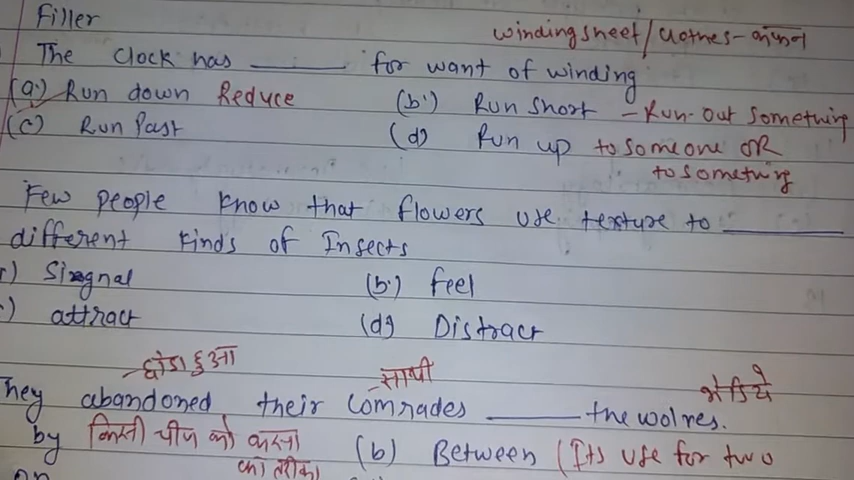 Filler
windingsheet/clothes - कफन
The clock has ______ for want of winding
(a.) Run down Reduce (b.) Run short - Run out something
(c) Run Past (d) Run up to someone OR
to something
Few people know that flowers use texture to ______
different kinds of Insects
) Signal (b.) feel
) attract (d) Distract
छोडा हुआ साथी भेडिये
They abandoned their Comrades ______ the wolves.
by किसी चीज को करना (b) Between (Its use for two
का तरीका